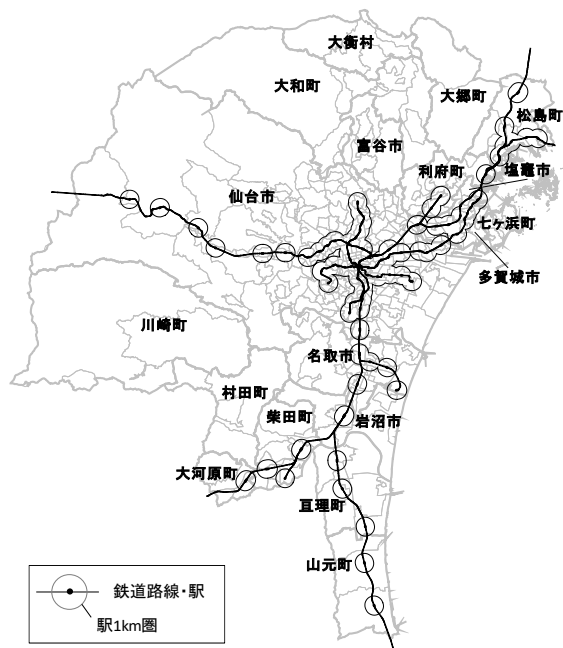 大衡村
大和町
大郷町
松島町
富谷市
利府町
塩竈市
仙台市
七ヶ浜町
多賀城市
川崎町
名取市
村田町
柴田町
岩沼市
大河原町
亘理町
山元町
鉄道路線・駅
駅1km圏